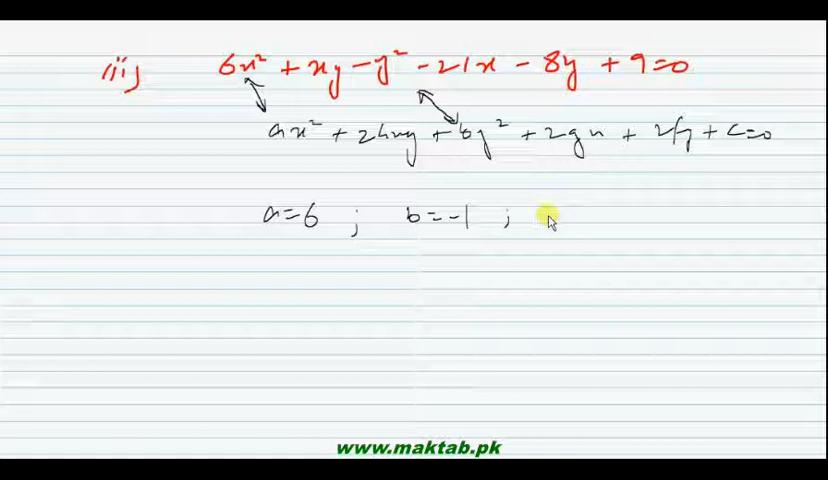 iii) 6x² + xy - y² - 21x - 8y + 9 = 0
ax² + 2hxy + by² + 2gx + 2fy + c = 0
a = 6 ; b = -1 ;
www.maktab.pk